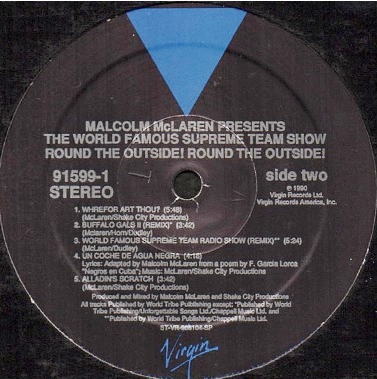 MALCOLM McLAREN PRESENTS
THE WORLD FAMOUS SUPREME TEAM SHOW
ROUND THE OUTSIDE! ROUND THE OUTSIDE!
91599-1
STEREO
side two
℗ 1990
Virgin Records Ltd.
Virgin Records America, Inc.
1. WHREFOR ART THOU? (5:48)
(McLaren/Shake City Productions)
2. BUFFALO GALS II (REMIX)* (3:42)
(Mclaren/Horn/Dudley)
3. WORLD FAMOUS SUPREME TEAM RADIO SHOW (REMIX)** (5:24)
(McLaren/Dudley)
4. UN COCHE DE AGUA NEGRA (4:18)
Lyrics: Adapted by Malcolm McLaren from a poem by F. Garcia Lorca
"Negros en Cuba"; Music: McLaren/Shake City Productions
5. ALLADIN'S SCRATCH (3:42)
(McLaren/Shake City Productions)
Produced and Mixed by Malcolm McLaren and Shake City Productions
All tracks Published by World Tribe Publishing except: *Published by World
Tribe Publishing/Unforgettable Songs Ltd./Chappell Music Ltd. and
**Published by World Tribe Publishing/Chappell Music Ltd.
Virgin